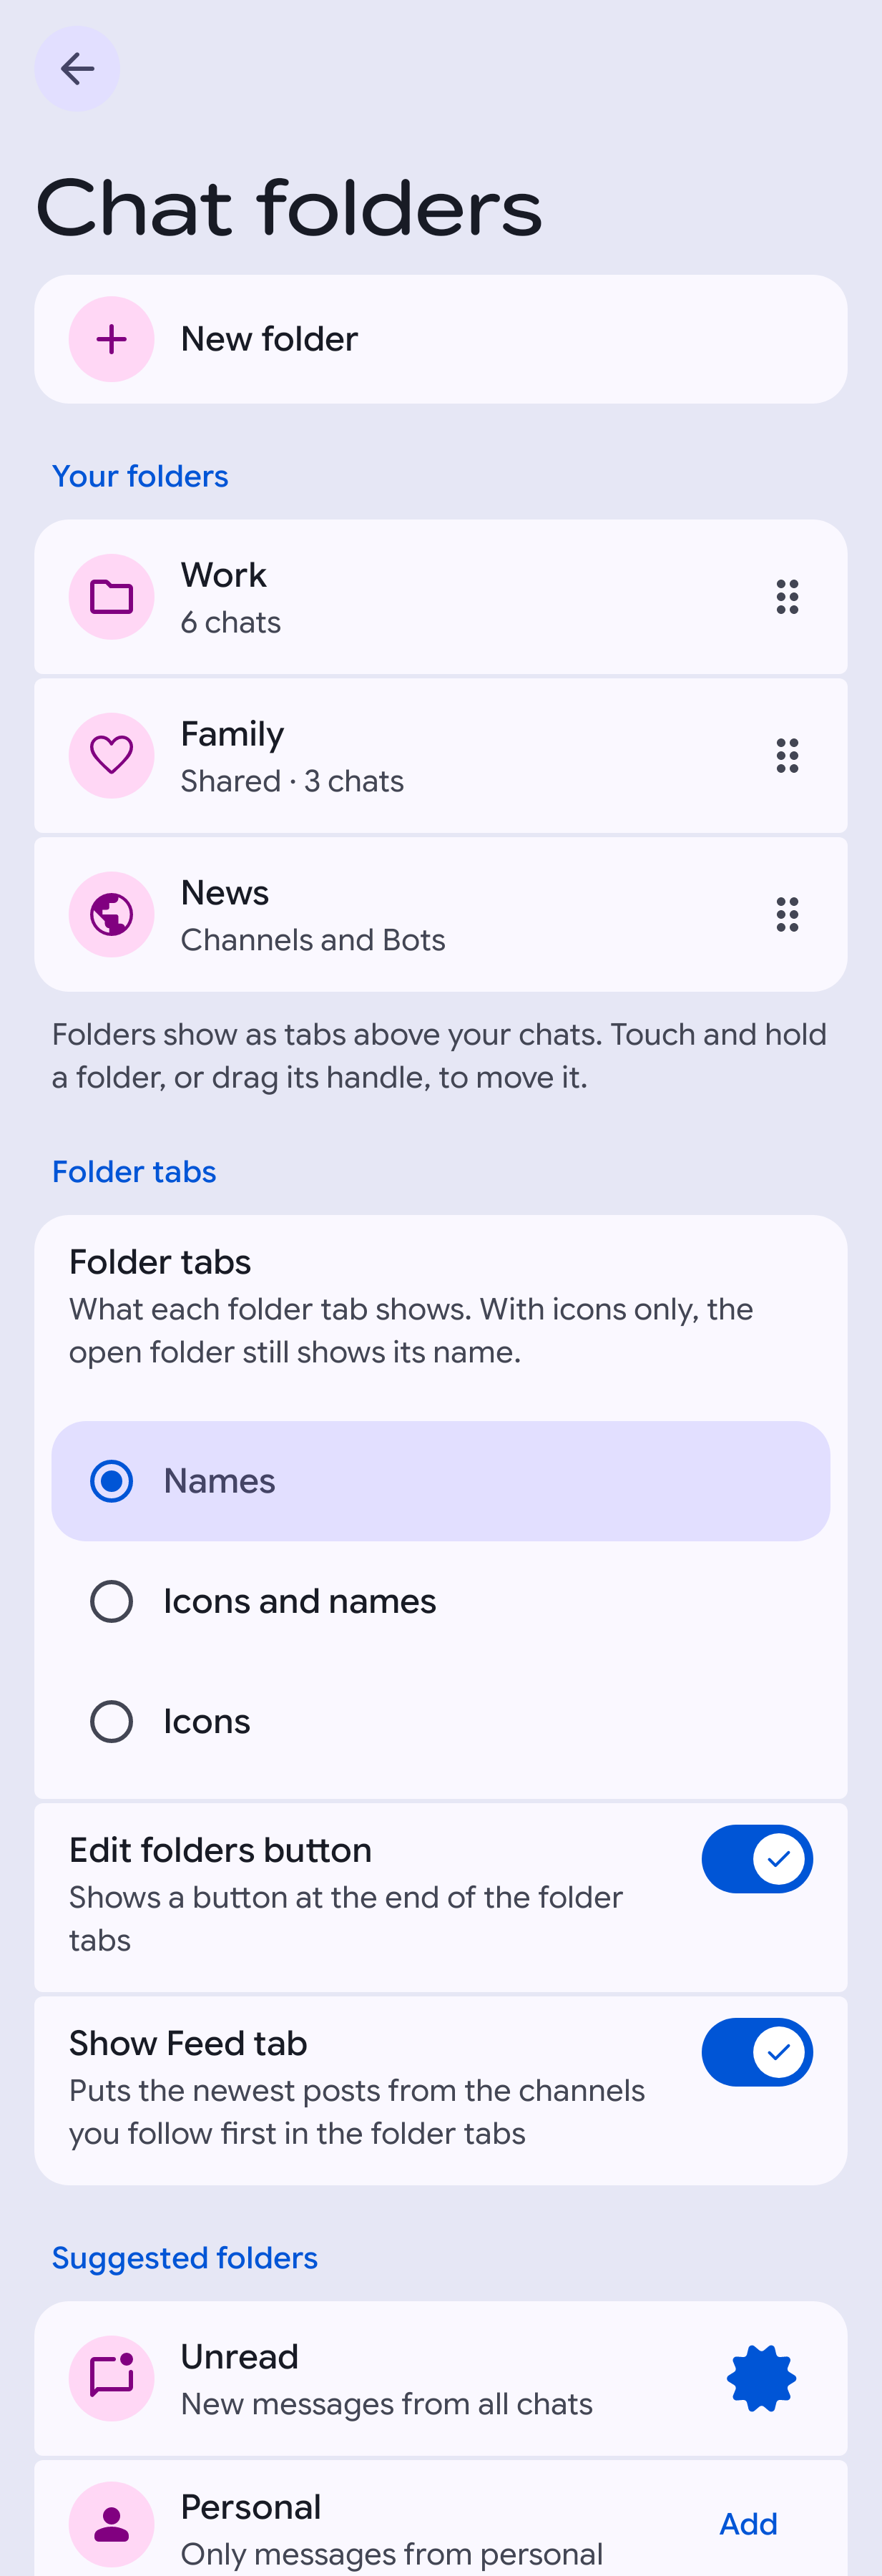 Chat folders
New folder
Your folders
Work
6 chats
Family
Shared · 3 chats
News
Channels and Bots
Folders show as tabs above your chats. Touch and hold
a folder, or drag its handle, to move it.
Folder tabs
Folder tabs
What each folder tab shows. With icons only, the
open folder still shows its name.
Names
Icons and names
Icons
Edit folders button
Shows a button at the end of the folder
tabs
Show Feed tab
Puts the newest posts from the channels
you follow first in the folder tabs
Suggested folders
Unread
New messages from all chats
Personal
Add
Only messages from personal